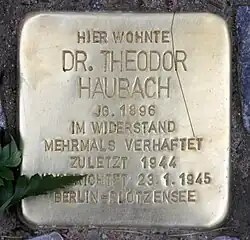 HIER WOHNTE
DR. THEODOR
HAUBACH
JG. 1896
IM WIDERSTAND
MEHRMALS VERHAFTET
ZULETZT 1944
23.1.1945
BERLIN-PLÖTZENSEE